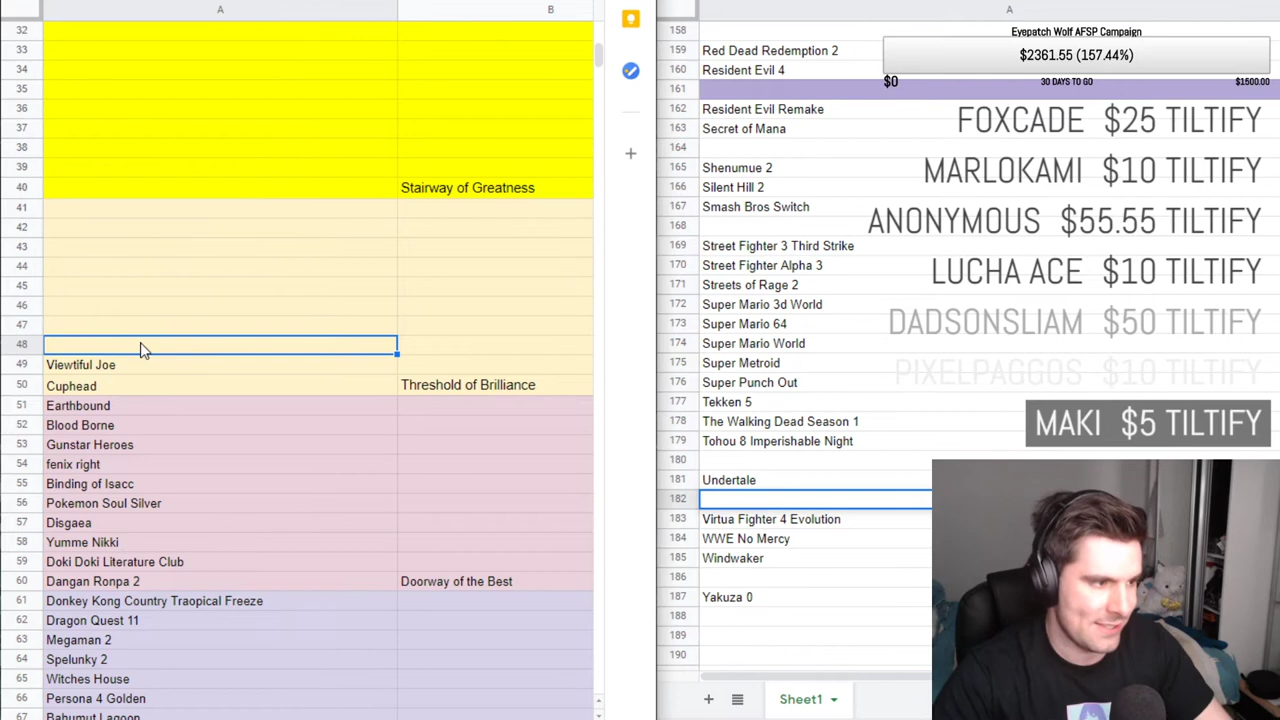 A B
32
33
34
35
36
37
38
39
40 Stairway of Greatness
41
42
43
44
45
46
47
48
49 Viewtiful Joe
50 Cuphead Threshold of Brilliance
51 Earthbound
52 Blood Borne
53 Gunstar Heroes
54 fenix right
55 Binding of Isacc
56 Pokemon Soul Silver
57 Disgaea
58 Yumme Nikki
59 Doki Doki Literature Club
60 Dangan Ronpa 2 Doorway of the Best
61 Donkey Kong Country Traopical Freeze
62 Dragon Quest 11
63 Megaman 2
64 Spelunky 2
65 Witches House
66 Persona 4 Golden
67 Bahumut Lagoon
A
158
159 Red Dead Redemption 2
160 Resident Evil 4
161
162 Resident Evil Remake
163 Secret of Mana
164
165 Shenumue 2
166 Silent Hill 2
167 Smash Bros Switch
168
169 Street Fighter 3 Third Strike
170 Street Fighter Alpha 3
171 Streets of Rage 2
172 Super Mario 3d World
173 Super Mario 64
174 Super Mario World
175 Super Metroid
176 Super Punch Out
177 Tekken 5
178 The Walking Dead Season 1
179 Tohou 8 Imperishable Night
180
181 Undertale
182
183 Virtua Fighter 4 Evolution
184 WWE No Mercy
185 Windwaker
186
187 Yakuza 0
188
189
190
Sheet1
Eyepatch Wolf AFSP Campaign
$2361.55 (157.44%)
$0 30 DAYS TO GO $1500.00
FOXCADE $25 TILTIFY
MARLOKAMI $10 TILTIFY
ANONYMOUS $55.55 TILTIFY
LUCHA ACE $10 TILTIFY
DADSONSLIAM $50 TILTIFY
PIXELPAGGOS $10 TILTIFY
MAKI $5 TILTIFY